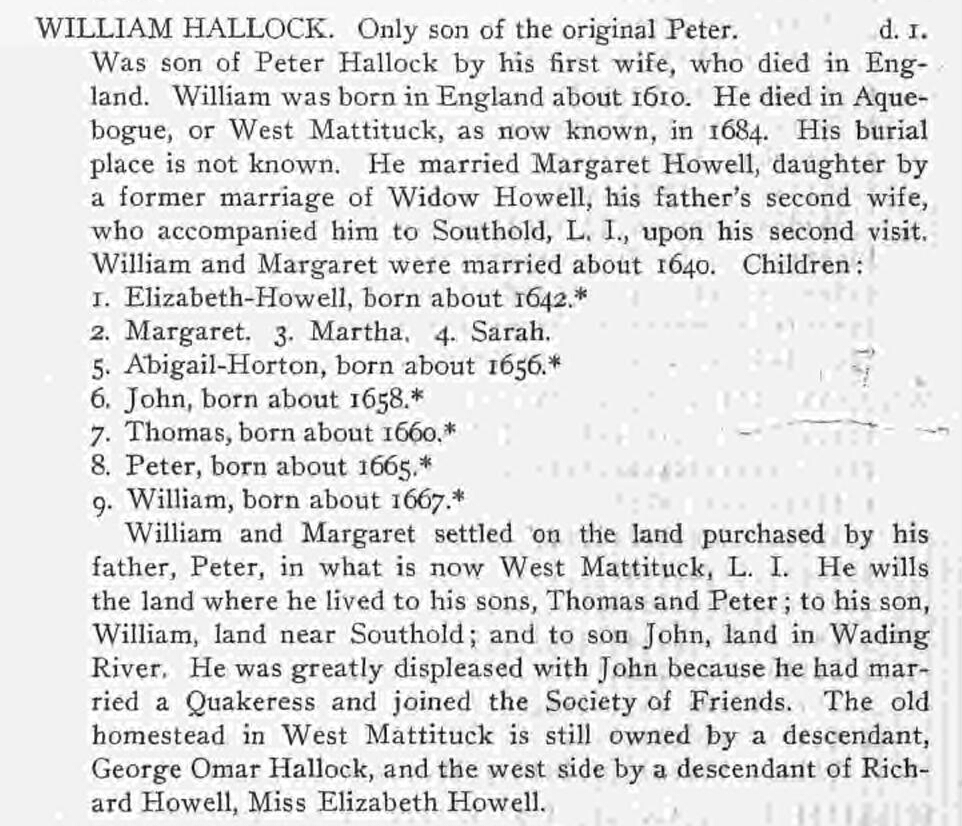 WILLIAM HALLOCK. Only son of the original Peter. d. 1.
Was son of Peter Hallock by his first wife, who died in Eng-
land. William was born in England about 1610. He died in Aque-
bogue, or West Mattituck, as now known, in 1684. His burial
place is not known. He married Margaret Howell, daughter by
a former marriage of Widow Howell, his father's second wife,
who accompanied him to Southold, L. I., upon his second visit.
William and Margaret were married about 1640. Children:
1. Elizabeth-Howell, born about 1642.*
2. Margaret. 3. Martha. 4. Sarah.
5. Abigail-Horton, born about 1656.*
6. John, born about 1658.*
7. Thomas, born about 1660.*
8. Peter, born about 1665.*
9. William, born about 1667.*
William and Margaret settled on the land purchased by his
father, Peter, in what is now West Mattituck, L. I. He wills
the land where he lived to his sons, Thomas and Peter; to his son,
William, land near Southold; and to son John, land in Wading
River. He was greatly displeased with John because he had mar-
ried a Quakeress and joined the Society of Friends. The old
homestead in West Mattituck is still owned by a descendant,
George Omar Hallock, and the west side by a descendant of Rich-
ard Howell, Miss Elizabeth Howell.